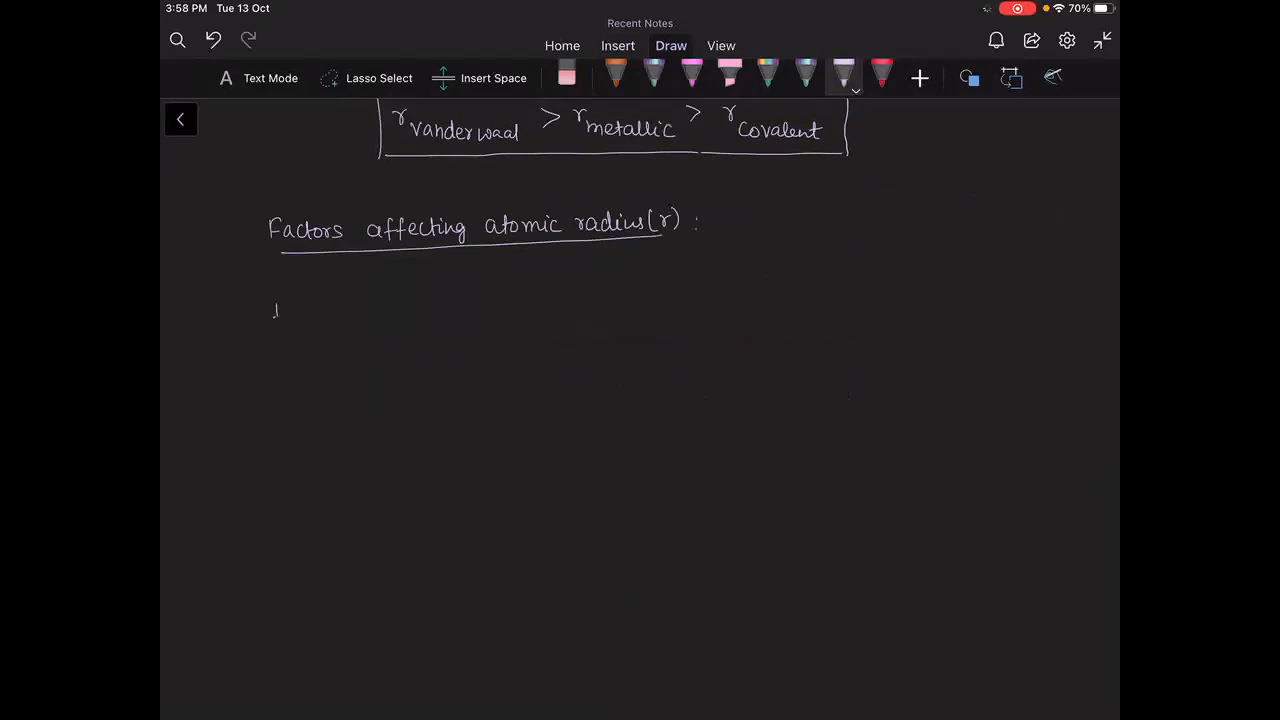 3:58 PM Tue 13 Oct
70%
Recent Notes
Home Insert Draw View
Text Mode Lasso Select Insert Space
r vanderwaal > r metallic > r covalent
Factors affecting atomic radius(r) :